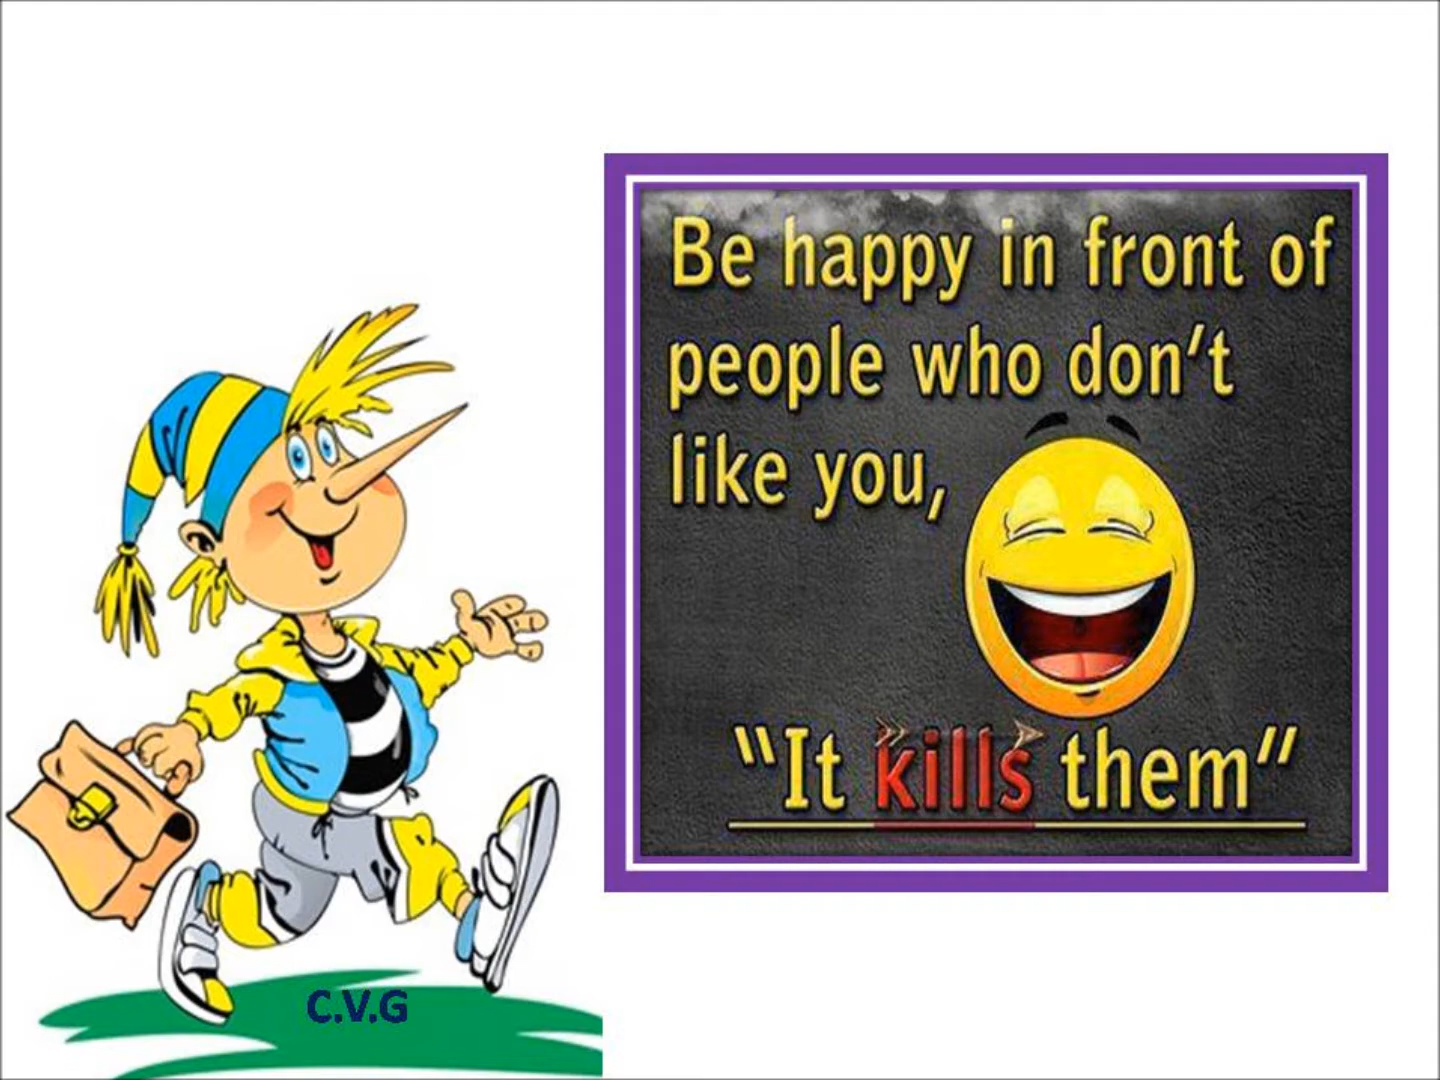 Be happy in front of
people who don't
like you,
"It kills them"
C.V.G